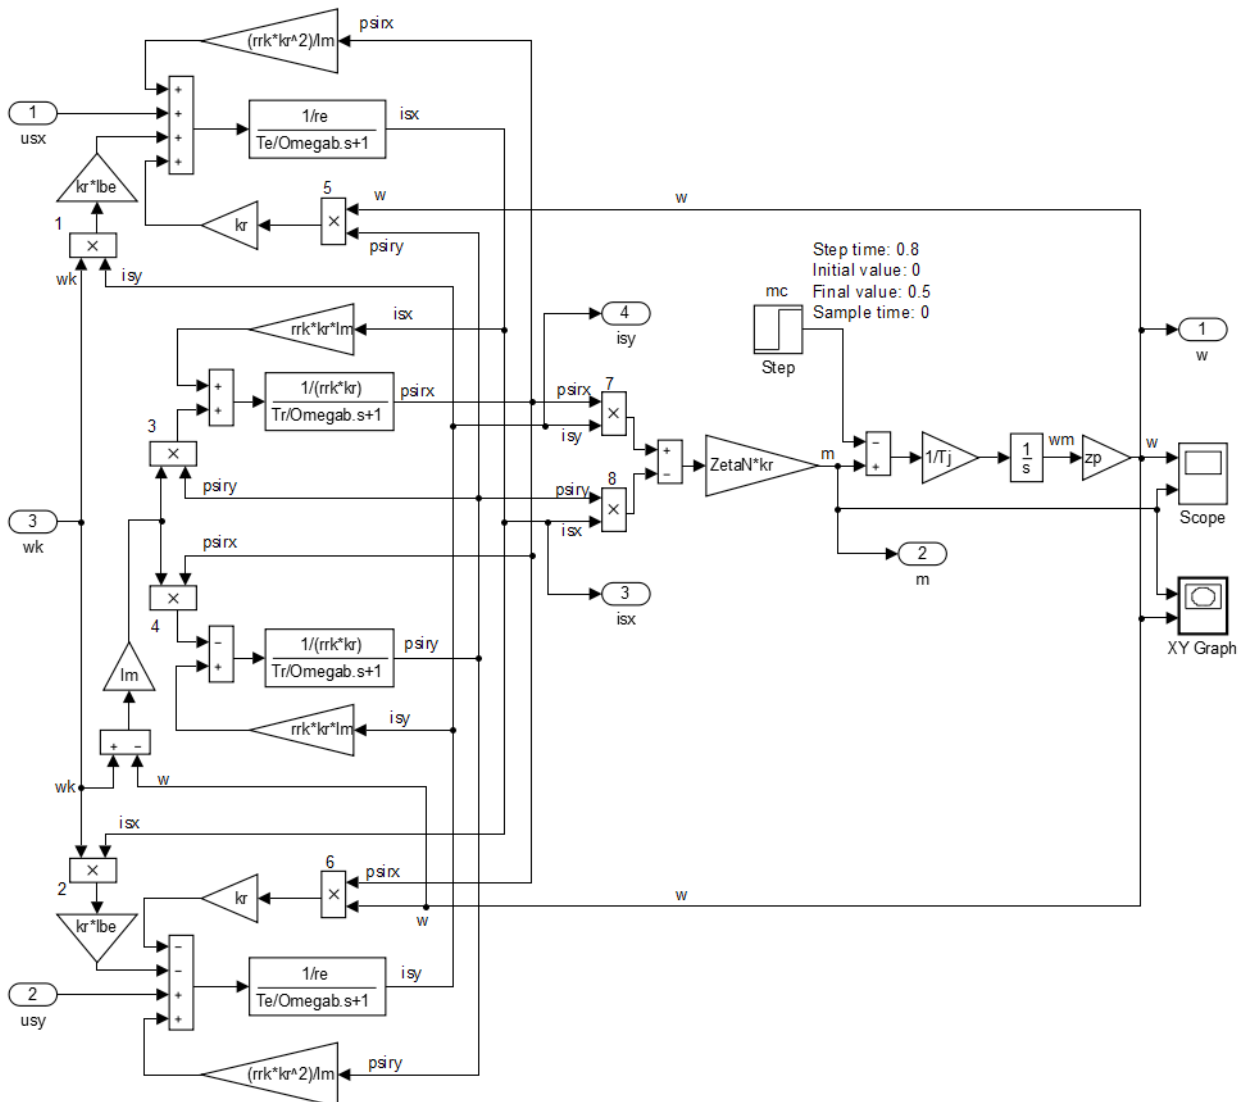 psirx
(rrk*kr^2)/lm
+
+
+
+
1
usx
1/re
Te/Omegab.s+1
isx
kr*lbe
1
×
wk
isy
kr
5
×
w
psiry
w
Step time: 0.8
Initial value: 0
Final value: 0.5
Sample time: 0
mc
Step
rrk*kr*lm
isx
4
isy
1
w
+
+
1/(rrk*kr)
Tr/Omegab.s+1
psirx
psirx
7
×
isy
3
×
psiry
+
−
ZetaN*kr
m
−
+
1/Tj
1
s
wm
zp
w
Scope
psiry
8
×
isx
3
wk
psirx
×
4
2
m
3
isx
XY Graph
−
+
1/(rrk*kr)
Tr/Omegab.s+1
psiry
lm
rrk*kr*lm
isy
+ −
wk
w
isx
×
2
kr
6
×
psirx
w
w
kr*lbe
−
−
+
+
1/re
Te/Omegab.s+1
isy
2
usy
(rrk*kr^2)/lm
psiry